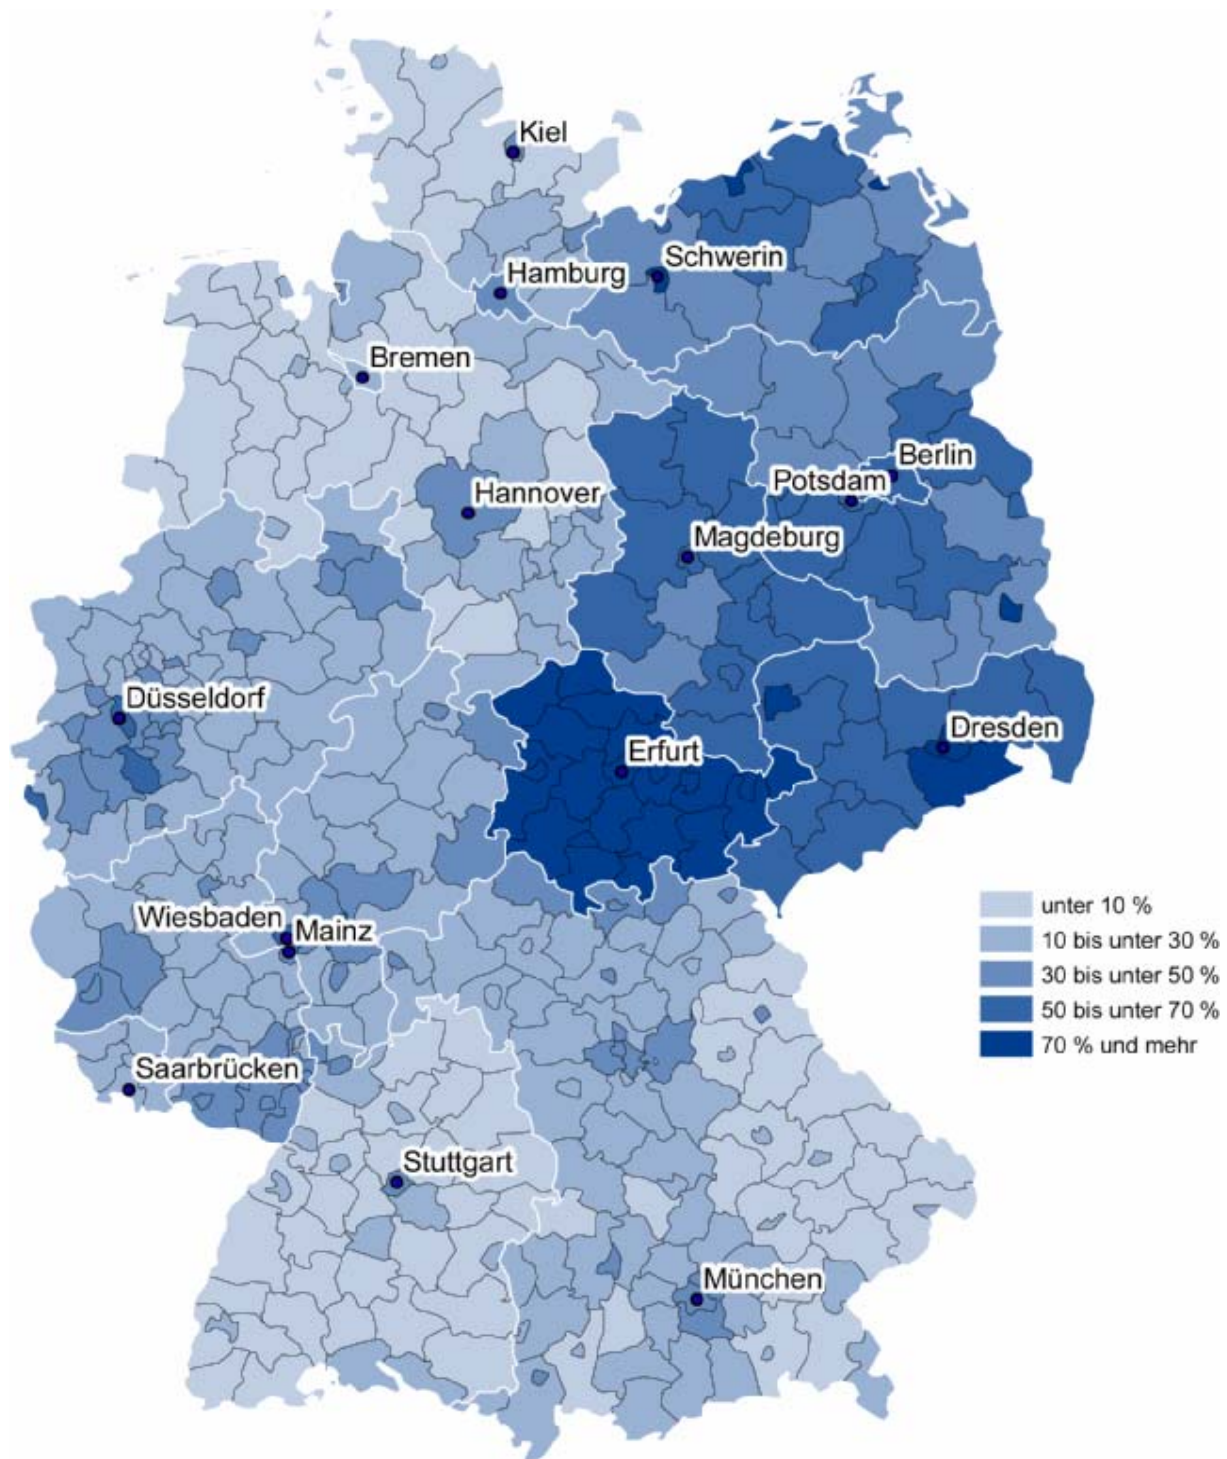 Kiel
Schwerin
Hamburg
Bremen
Berlin
Potsdam
Hannover
Magdeburg
Düsseldorf
Dresden
Erfurt
Wiesbaden
Mainz
Saarbrücken
Stuttgart
München
unter 10 %
10 bis unter 30 %
30 bis unter 50 %
50 bis unter 70 %
70 % und mehr